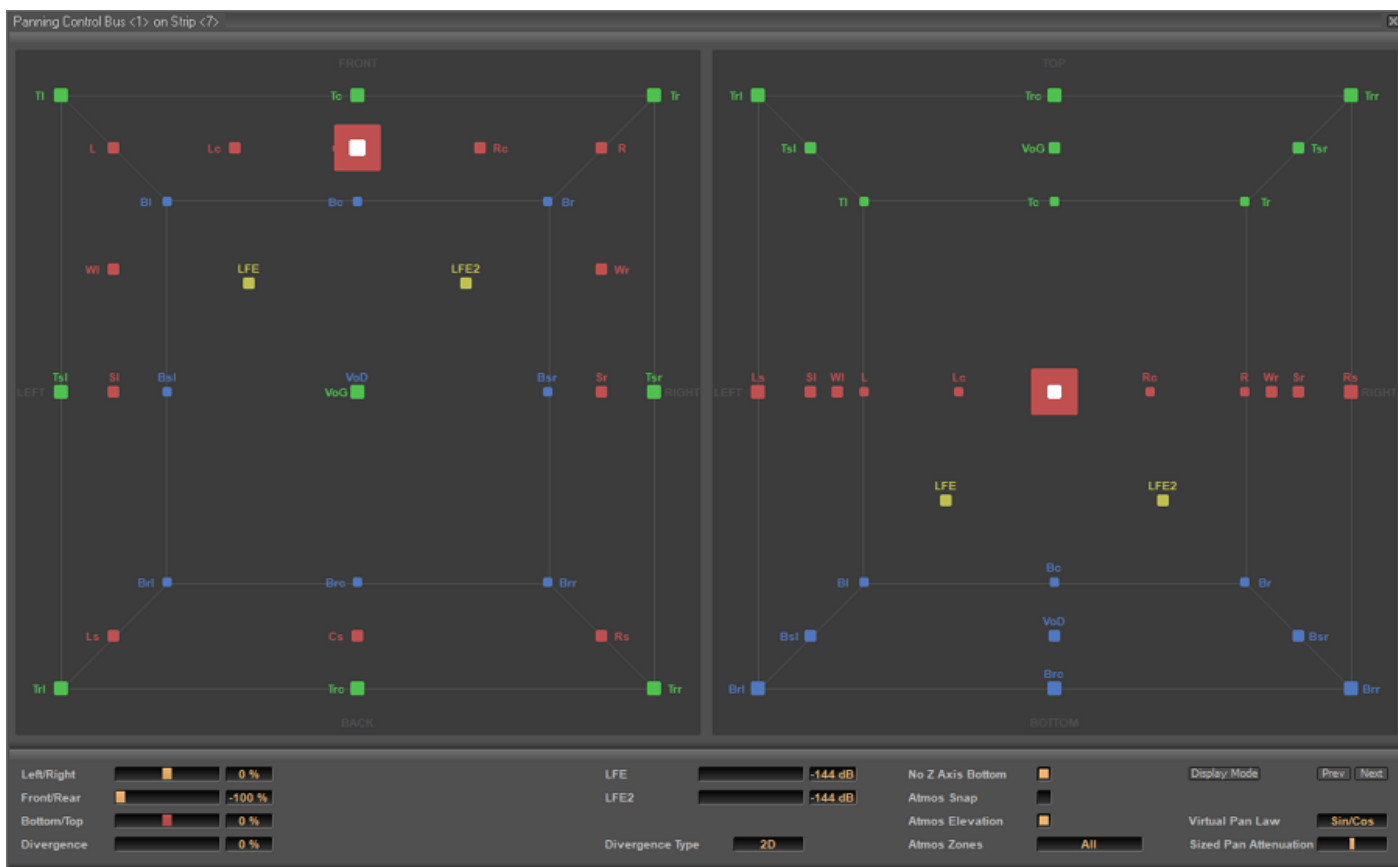 Panning Control Bus <1> on Strip <7>
FRONT
TOP
Tl Tc Tr
Trl Trc Trr
L Lc Rc R
Tsl VoG Tsr
Bl Bc Br
Tl Tc Tr
Wl LFE LFE2 Wr
Tsl Sl Bsl VoD Bsr Sr Tsr
LEFT VoG RIGHT
Ls Sl Wl L Lc Rc R Wr Sr Rs
LEFT RIGHT
LFE LFE2
Brl Brc Brr
Bc
Bl Br
Ls Cs Rs
VoD
Bsl Bsr
Trl Trc Trr
Brc
Brl Brr
BACK
BOTTOM
Left/Right 0 %
Front/Rear -100 %
Bottom/Top 0 %
Divergence 0 %
LFE -144 dB
LFE2 -144 dB
Divergence Type 2D
No Z Axis Bottom
Atmos Snap
Atmos Elevation
Atmos Zones All
Display Mode Prev Next
Virtual Pan Law Sin/Cos
Sized Pan Attenuation